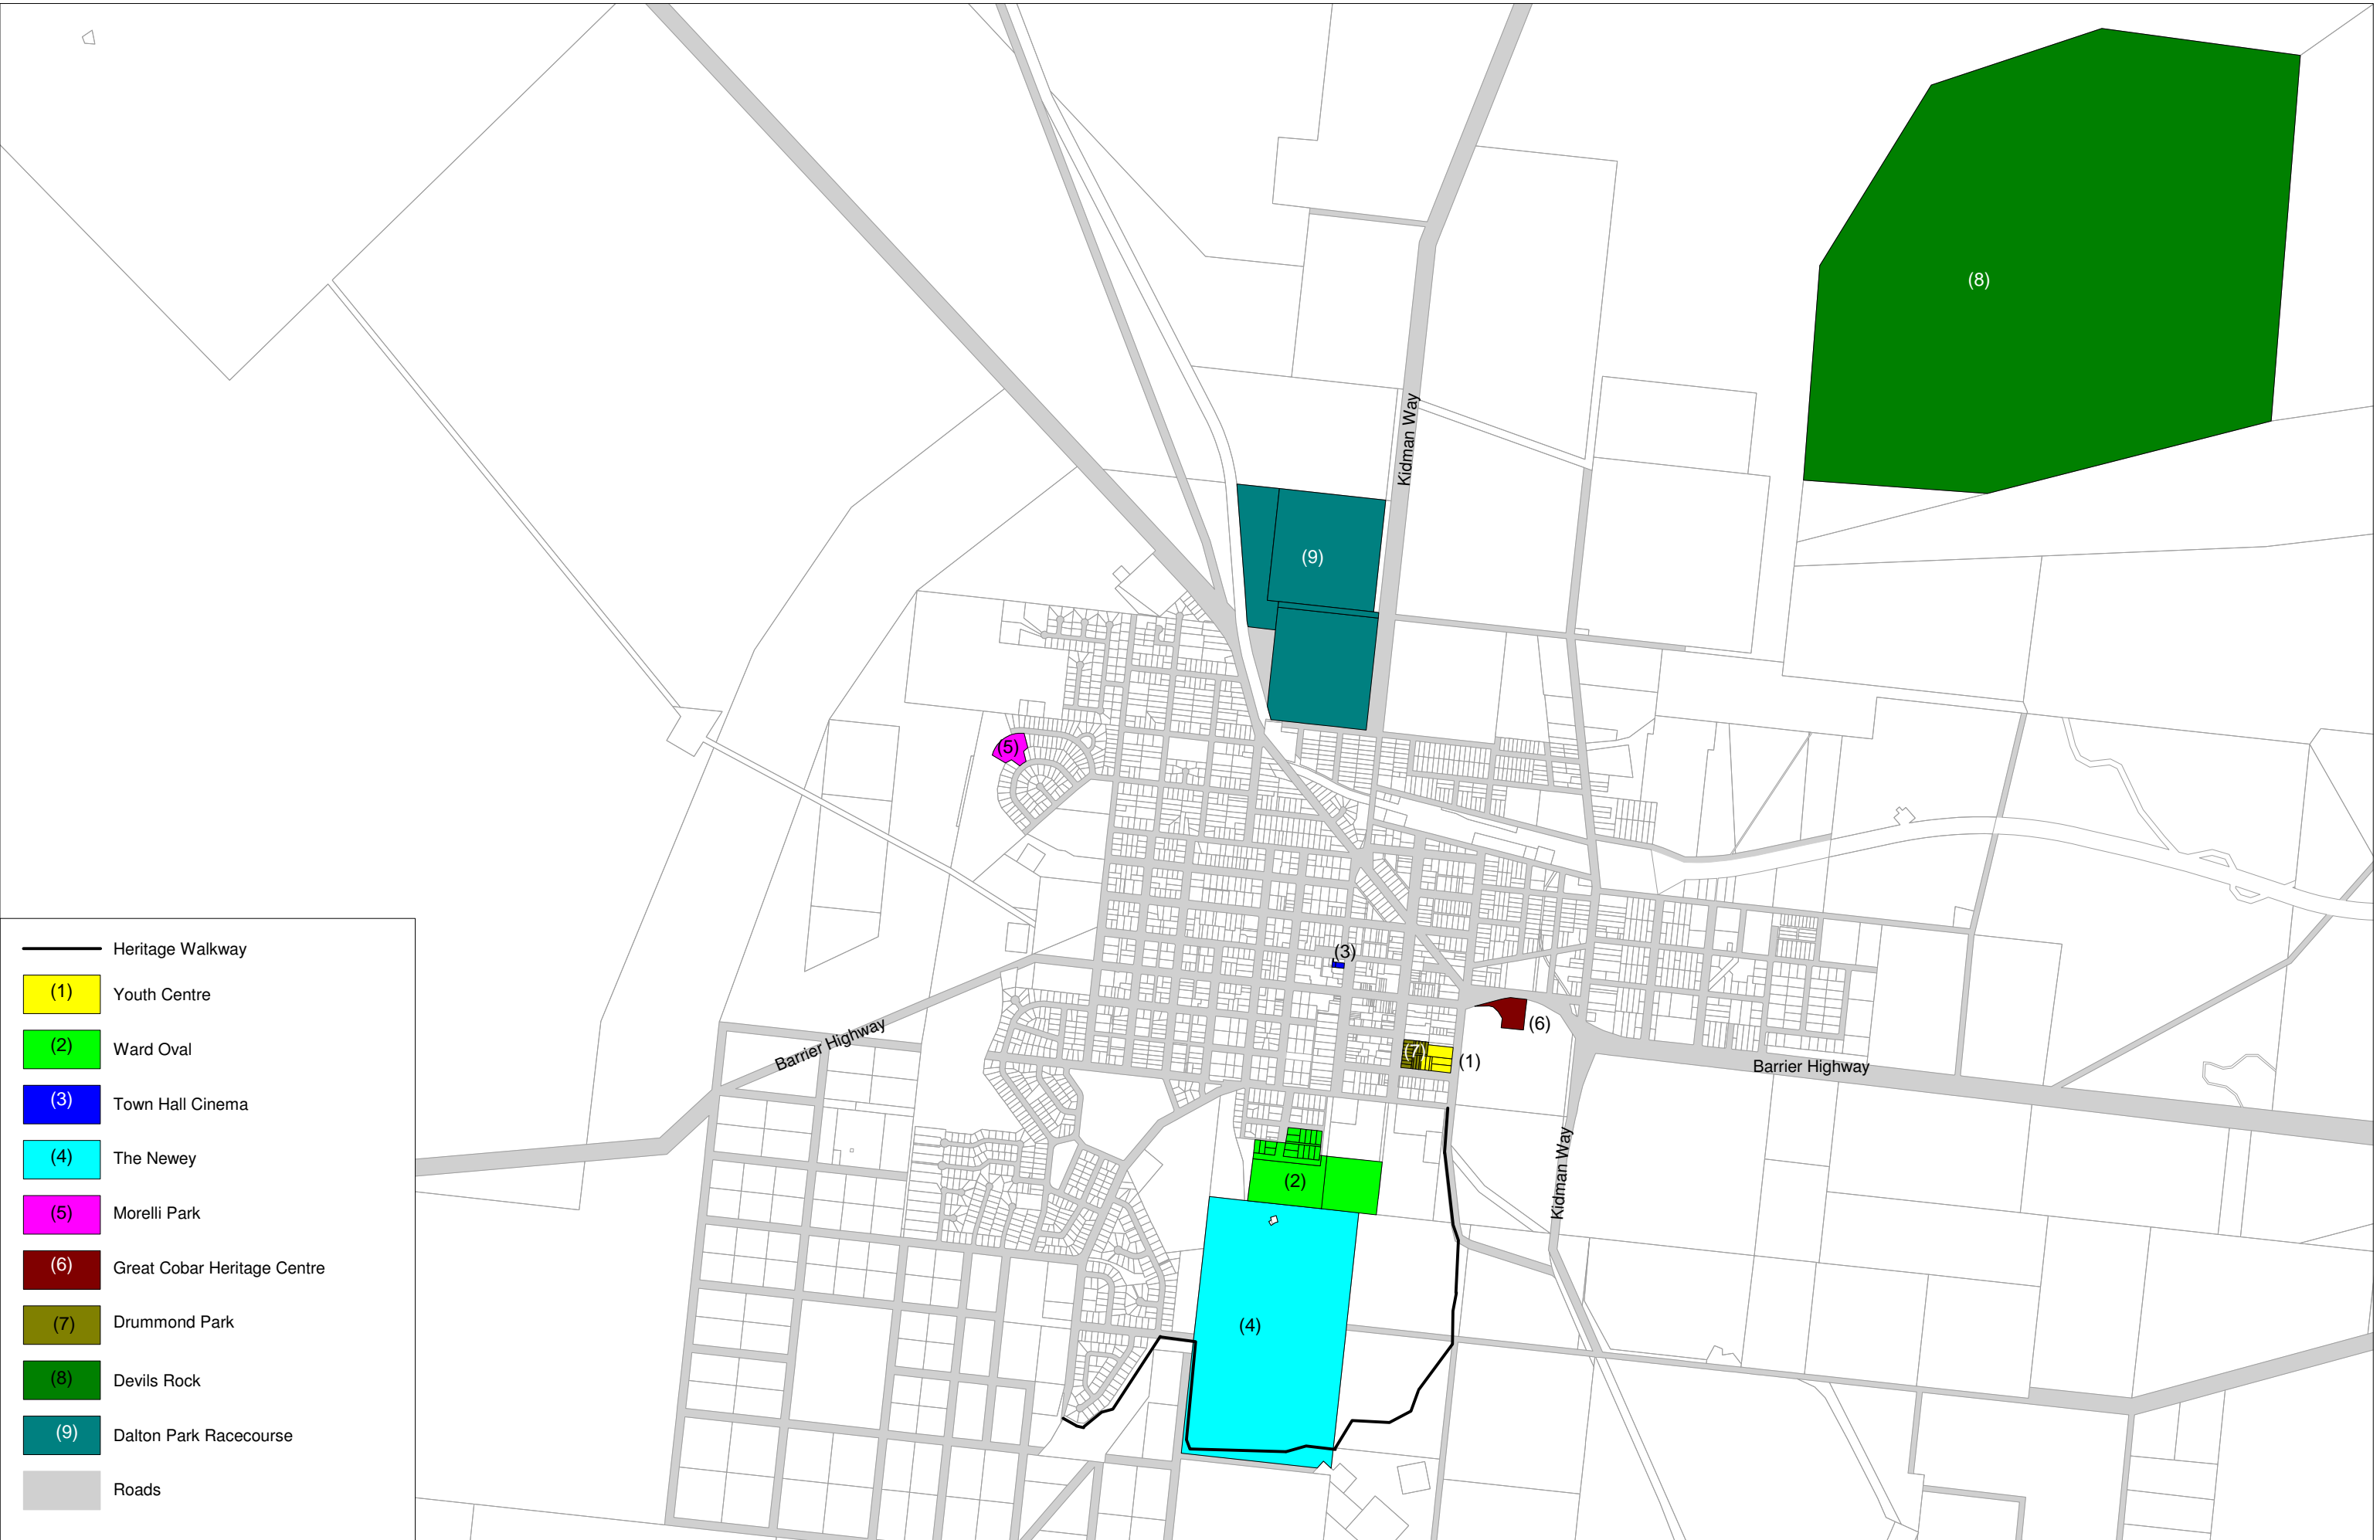 (8)
Kidman Way
(9)
(5)
(3)
(6)
(7)
(1)
Barrier Highway
Barrier Highway
Kidman Way
(2)
(4)
Heritage Walkway
(1) Youth Centre
(2) Ward Oval
(3) Town Hall Cinema
(4) The Newey
(5) Morelli Park
(6) Great Cobar Heritage Centre
(7) Drummond Park
(8) Devils Rock
(9) Dalton Park Racecourse
Roads